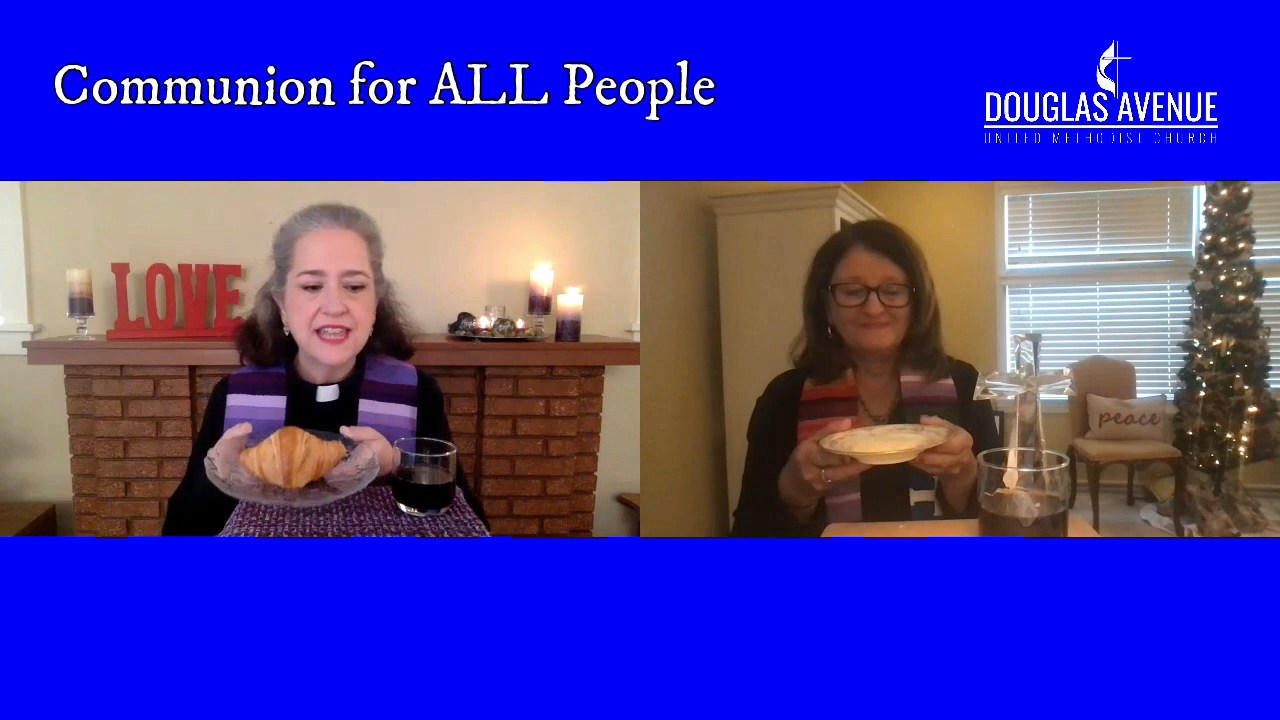 Communion for ALL People
DOUGLAS AVENUE
UNITED METHODIST CHURCH
LOVE
peace